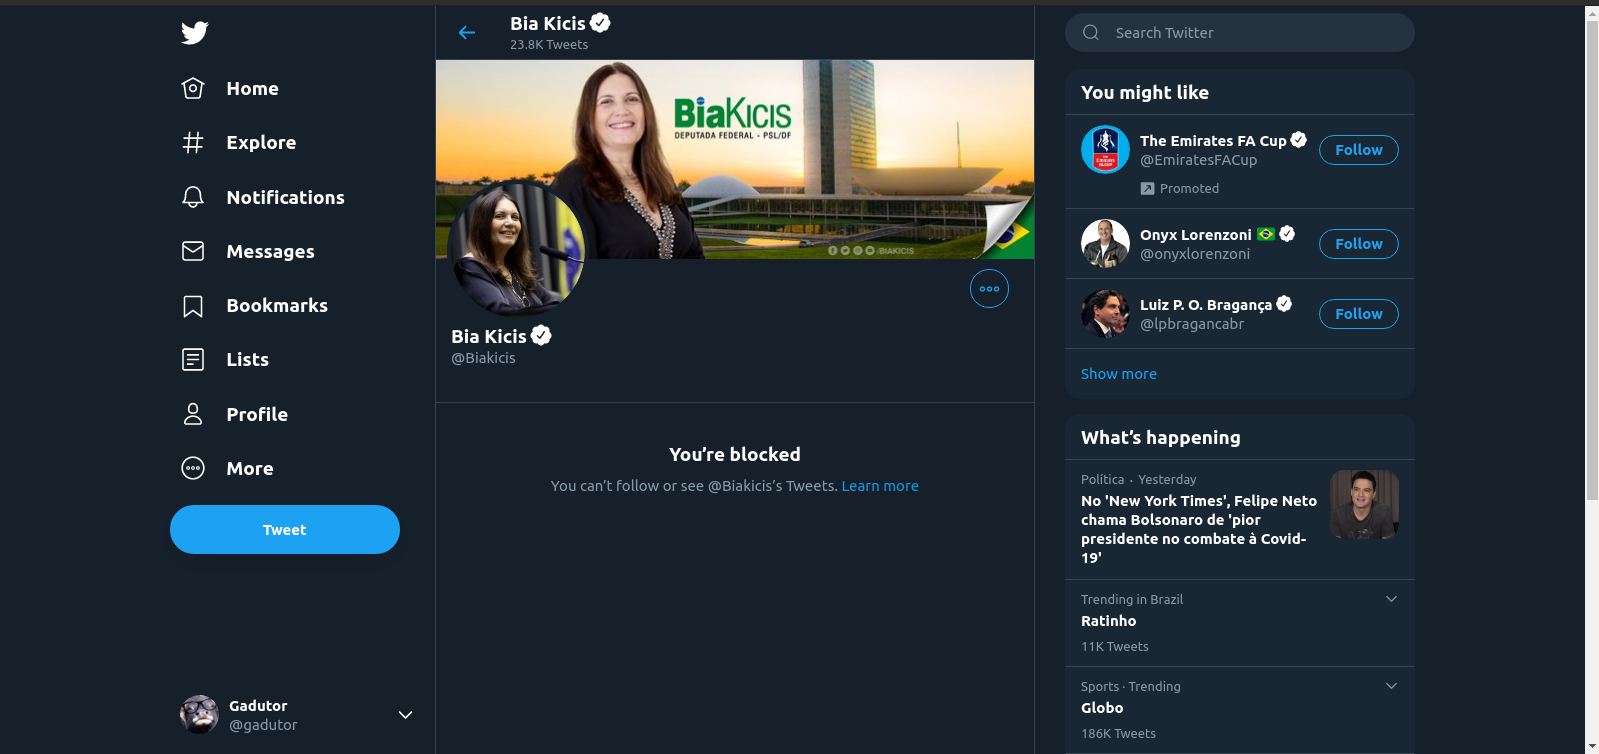 Home
Explore
Notifications
Messages
Bookmarks
Lists
Profile
More
Tweet
Gadutor
@gadutor
Bia Kicis
23.8K Tweets
BiaKicis
DEPUTADA FEDERAL - PSL/DF
/BIAKICIS
Bia Kicis
@Biakicis
You're blocked
You can't follow or see @Biakicis's Tweets. Learn more
Search Twitter
You might like
The Emirates FA Cup
@EmiratesFACup
Follow
Promoted
Onyx Lorenzoni
@onyxlorenzoni
Follow
Luiz P. O. Bragança
@lpbragancabr
Follow
Show more
What's happening
Política · Yesterday
No 'New York Times', Felipe Neto
chama Bolsonaro de 'pior
presidente no combate à Covid-
19'
Trending in Brazil
Ratinho
11K Tweets
Sports · Trending
Globo
186K Tweets